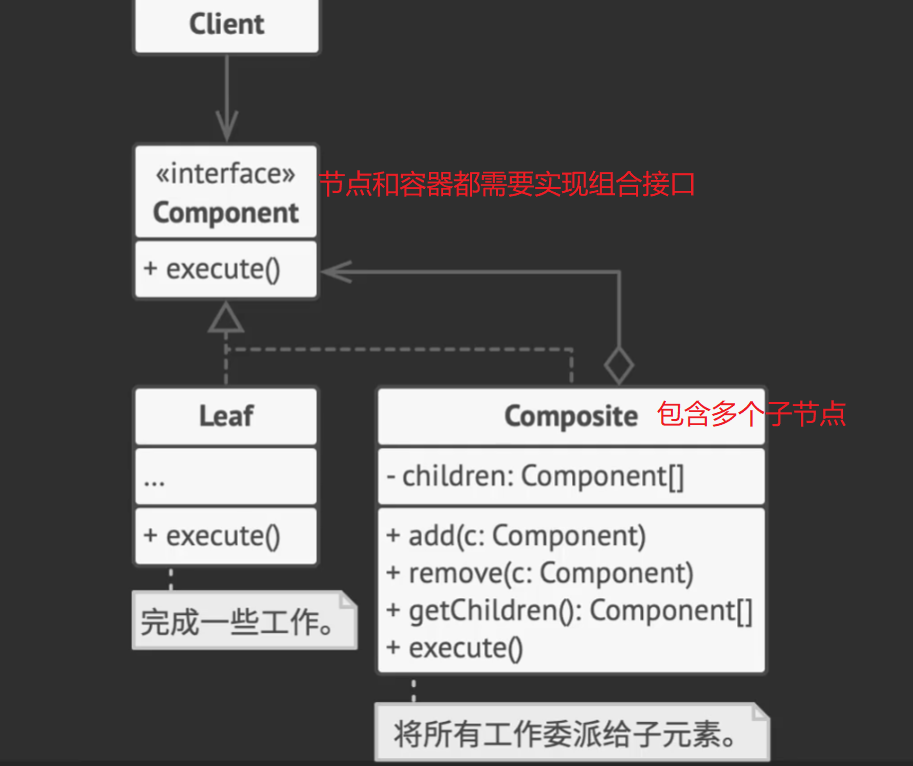 Client
«interface»
Component
节点和容器都需要实现组合接口
+ execute()
Leaf
...
+ execute()
完成一些工作。
Composite
包含多个子节点
- children: Component[]
+ add(c: Component)
+ remove(c: Component)
+ getChildren(): Component[]
+ execute()
将所有工作委派给子元素。